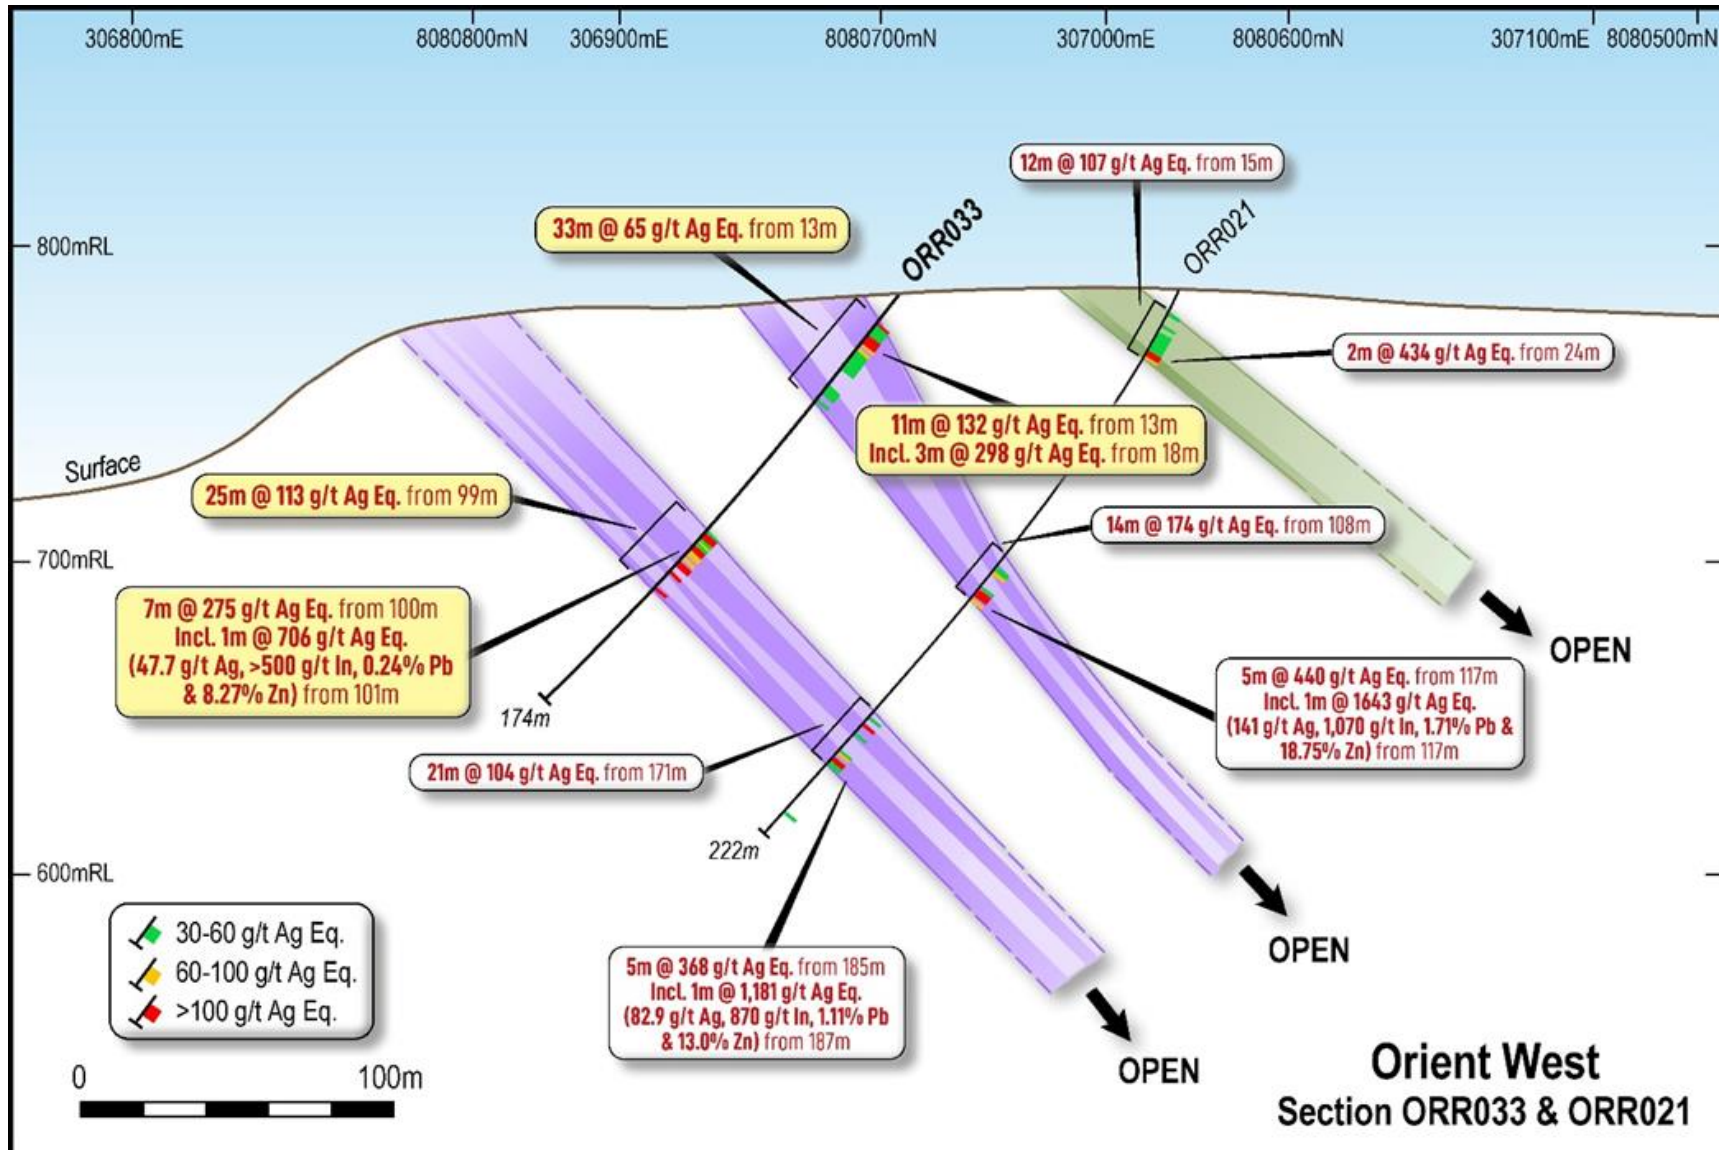 306800mE 8080800mN 306900mE 8080700mN 307000mE 8080600mN 307100mE 8080500mN
12m @ 107 g/t Ag Eq. from 15m
33m @ 65 g/t Ag Eq. from 13m
ORR033
ORR021
800mRL
2m @ 434 g/t Ag Eq. from 24m
11m @ 132 g/t Ag Eq. from 13m
Incl. 3m @ 298 g/t Ag Eq. from 18m
Surface
25m @ 113 g/t Ag Eq. from 99m
14m @ 174 g/t Ag Eq. from 108m
700mRL
7m @ 275 g/t Ag Eq. from 100m
Incl. 1m @ 706 g/t Ag Eq.
(47.7 g/t Ag, >500 g/t In, 0.24% Pb
& 8.27% Zn) from 101m
OPEN
5m @ 440 g/t Ag Eq. from 117m
Incl. 1m @ 1643 g/t Ag Eq.
(141 g/t Ag, 1,070 g/t In, 1.71% Pb &
18.75% Zn) from 117m
174m
21m @ 104 g/t Ag Eq. from 171m
222m
600mRL
OPEN
30-60 g/t Ag Eq.
60-100 g/t Ag Eq.
>100 g/t Ag Eq.
5m @ 368 g/t Ag Eq. from 185m
Incl. 1m @ 1,181 g/t Ag Eq.
(82.9 g/t Ag, 870 g/t In, 1.11% Pb
& 13.0% Zn) from 187m
OPEN
0 100m
Orient West
Section ORR033 & ORR021